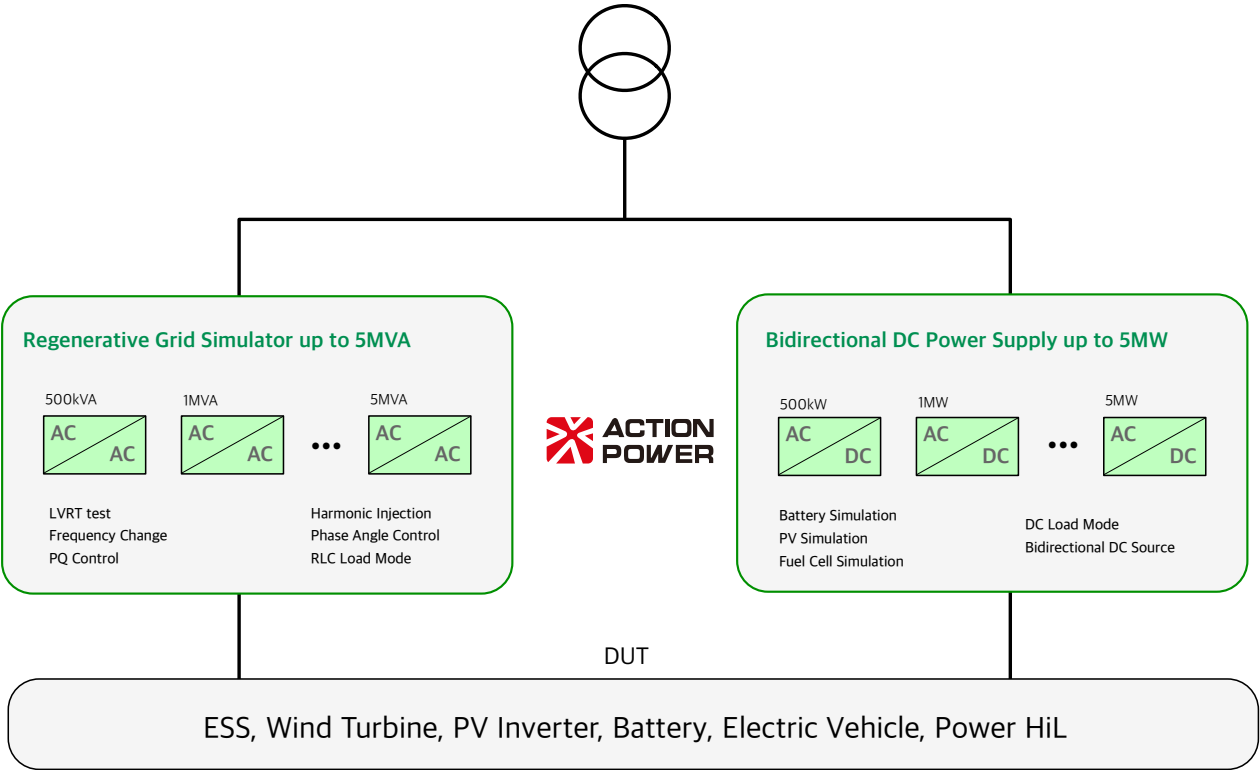 Regenerative Grid Simulator up to 5MVA
500kVA
1MVA
5MVA
AC
AC
AC
AC
•••
AC
AC
LVRT test
Frequency Change
PQ Control
Harmonic Injection
Phase Angle Control
RLC Load Mode
ACTION
POWER
Bidirectional DC Power Supply up to 5MW
500kW
1MW
5MW
AC
DC
AC
DC
•••
AC
DC
Battery Simulation
PV Simulation
Fuel Cell Simulation
DC Load Mode
Bidirectional DC Source
DUT
ESS, Wind Turbine, PV Inverter, Battery, Electric Vehicle, Power HiL